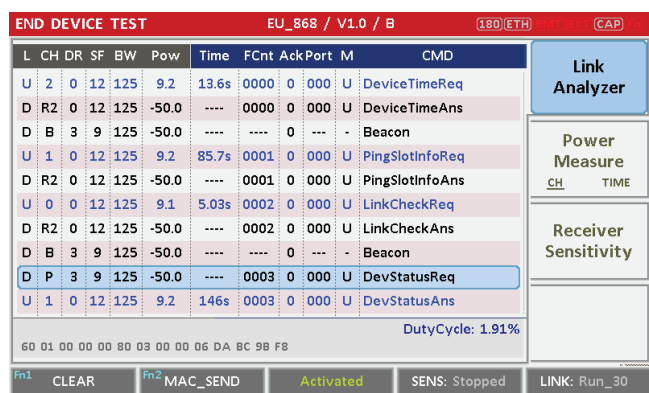 END DEVICE TEST EU_868 / V1.0 / B 180 ETH CAP
L CH DR SF BW Pow Time FCnt Ack Port M CMD
U 2 0 12 125 9.2 13.6s 0000 0 000 U DeviceTimeReq
D R2 0 12 125 -50.0 ---- 0000 0 000 U DeviceTimeAns
D B 3 9 125 -50.0 ---- ---- 0 --- - Beacon
U 1 0 12 125 9.2 85.7s 0001 0 000 U PingSlotInfoReq
D R2 0 12 125 -50.0 ---- 0001 0 000 U PingSlotInfoAns
U 0 0 12 125 9.1 5.03s 0002 0 000 U LinkCheckReq
D R2 0 12 125 -50.0 ---- 0002 0 000 U LinkCheckAns
D B 3 9 125 -50.0 ---- ---- 0 --- - Beacon
D P 3 9 125 -50.0 ---- 0003 0 000 U DevStatusReq
U 1 0 12 125 9.2 146s 0003 0 000 U DevStatusAns
DutyCycle: 1.91%
60 01 00 00 00 80 03 00 00 06 DA BC 9B F8
Link
Analyzer
Power
Measure
CH TIME
Receiver
Sensitivity
Fn1 CLEAR Fn2 MAC_SEND Activated SENS: Stopped LINK: Run_30